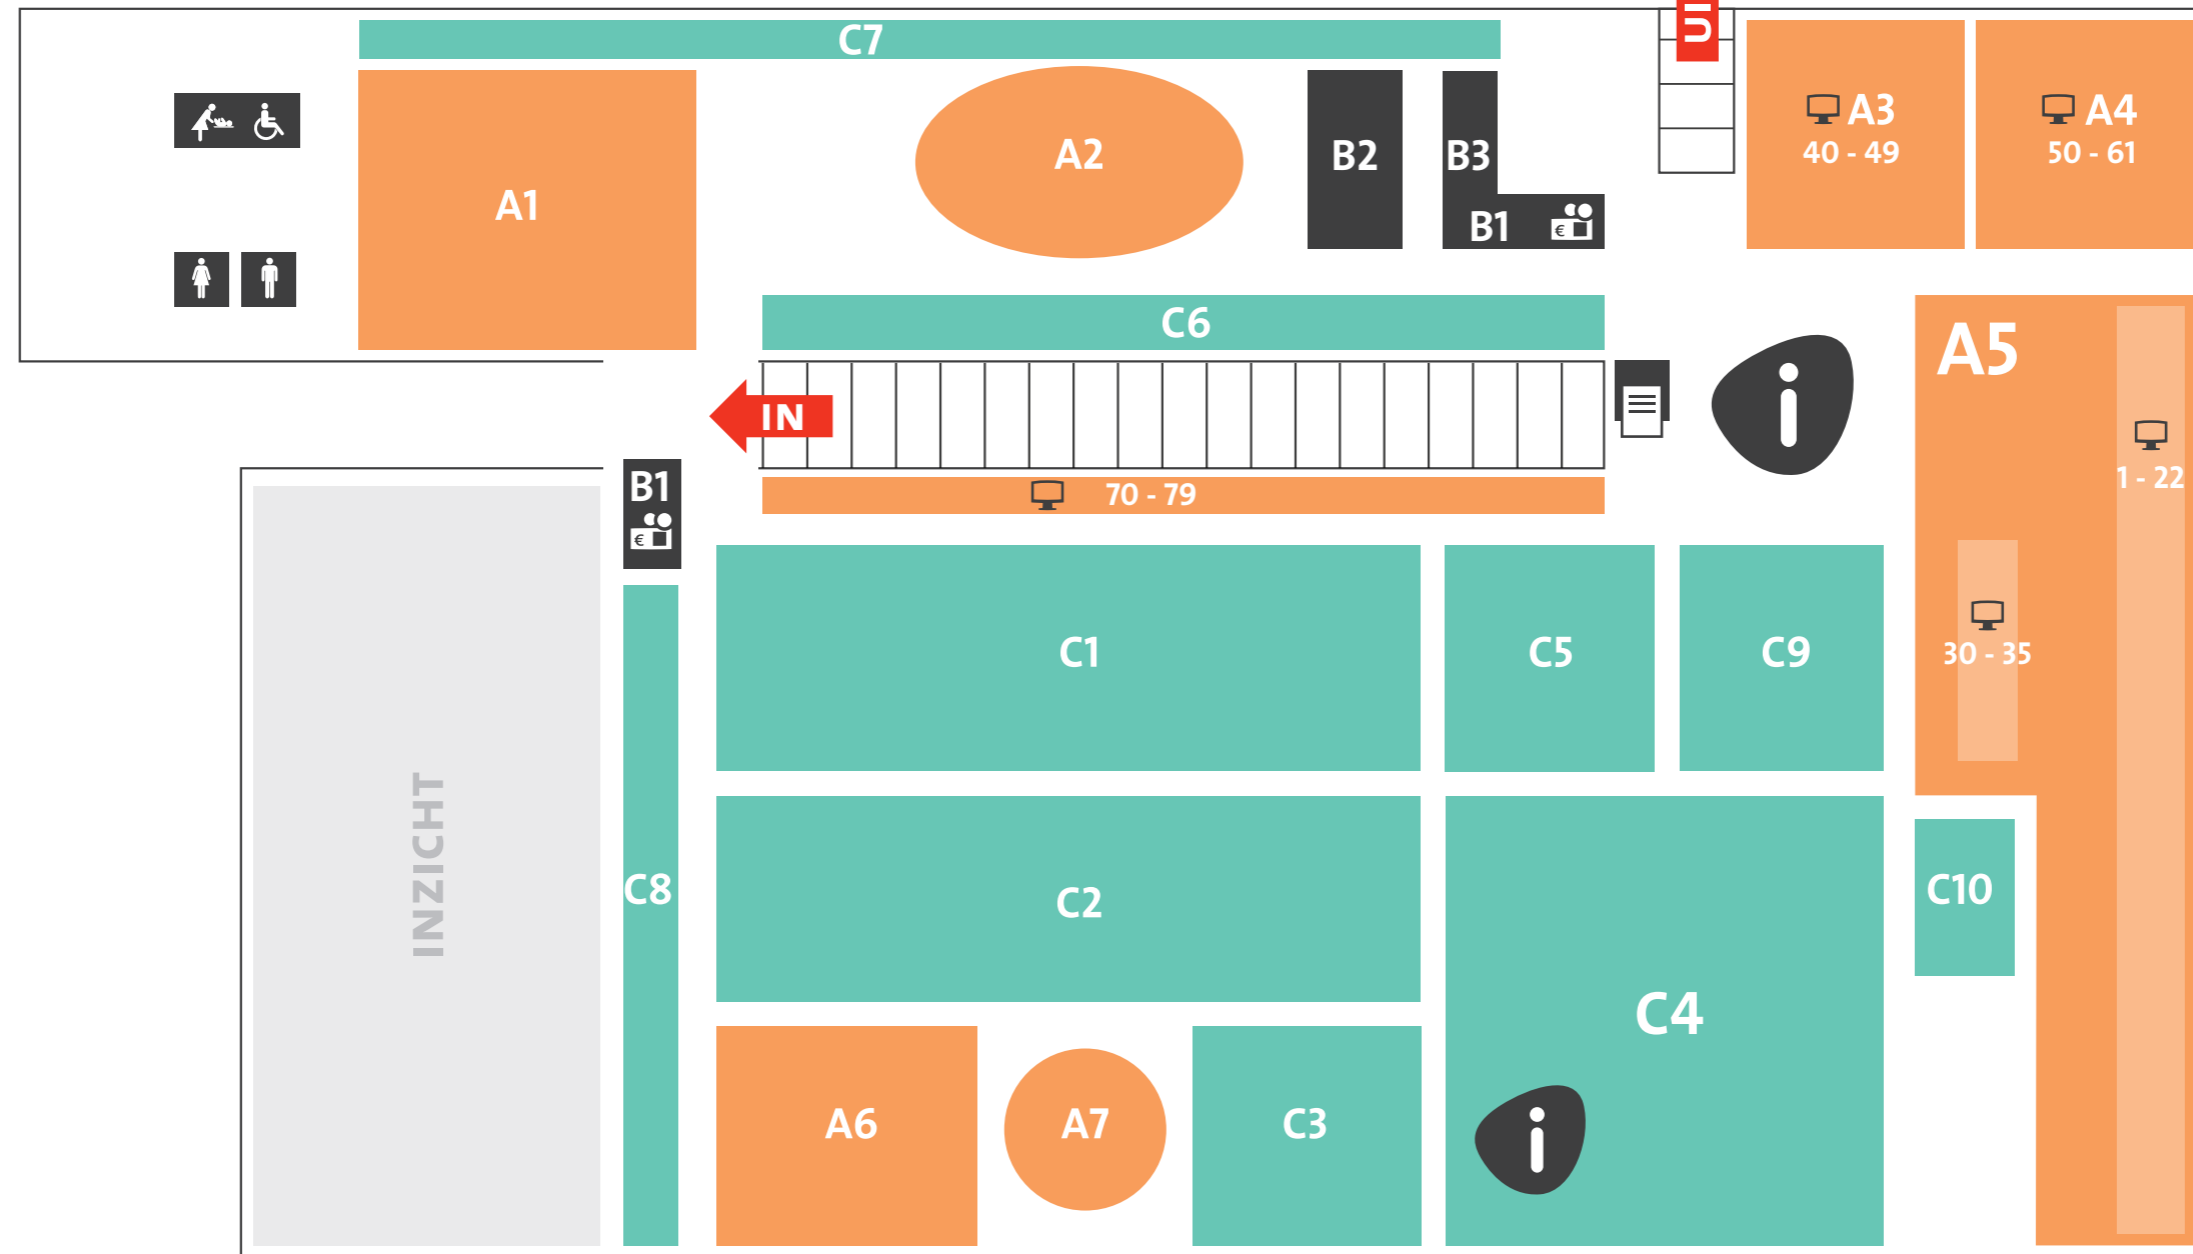 C7
UI
A3
40 - 49
A4
50 - 61
A2
B2
B3
A1
B1
€
C6
A5
i
IN
1 - 22
B1
€
70 - 79
C1
C5
C9
30 - 35
INZICHT
C8
C2
C10
C4
A6
A7
C3
i